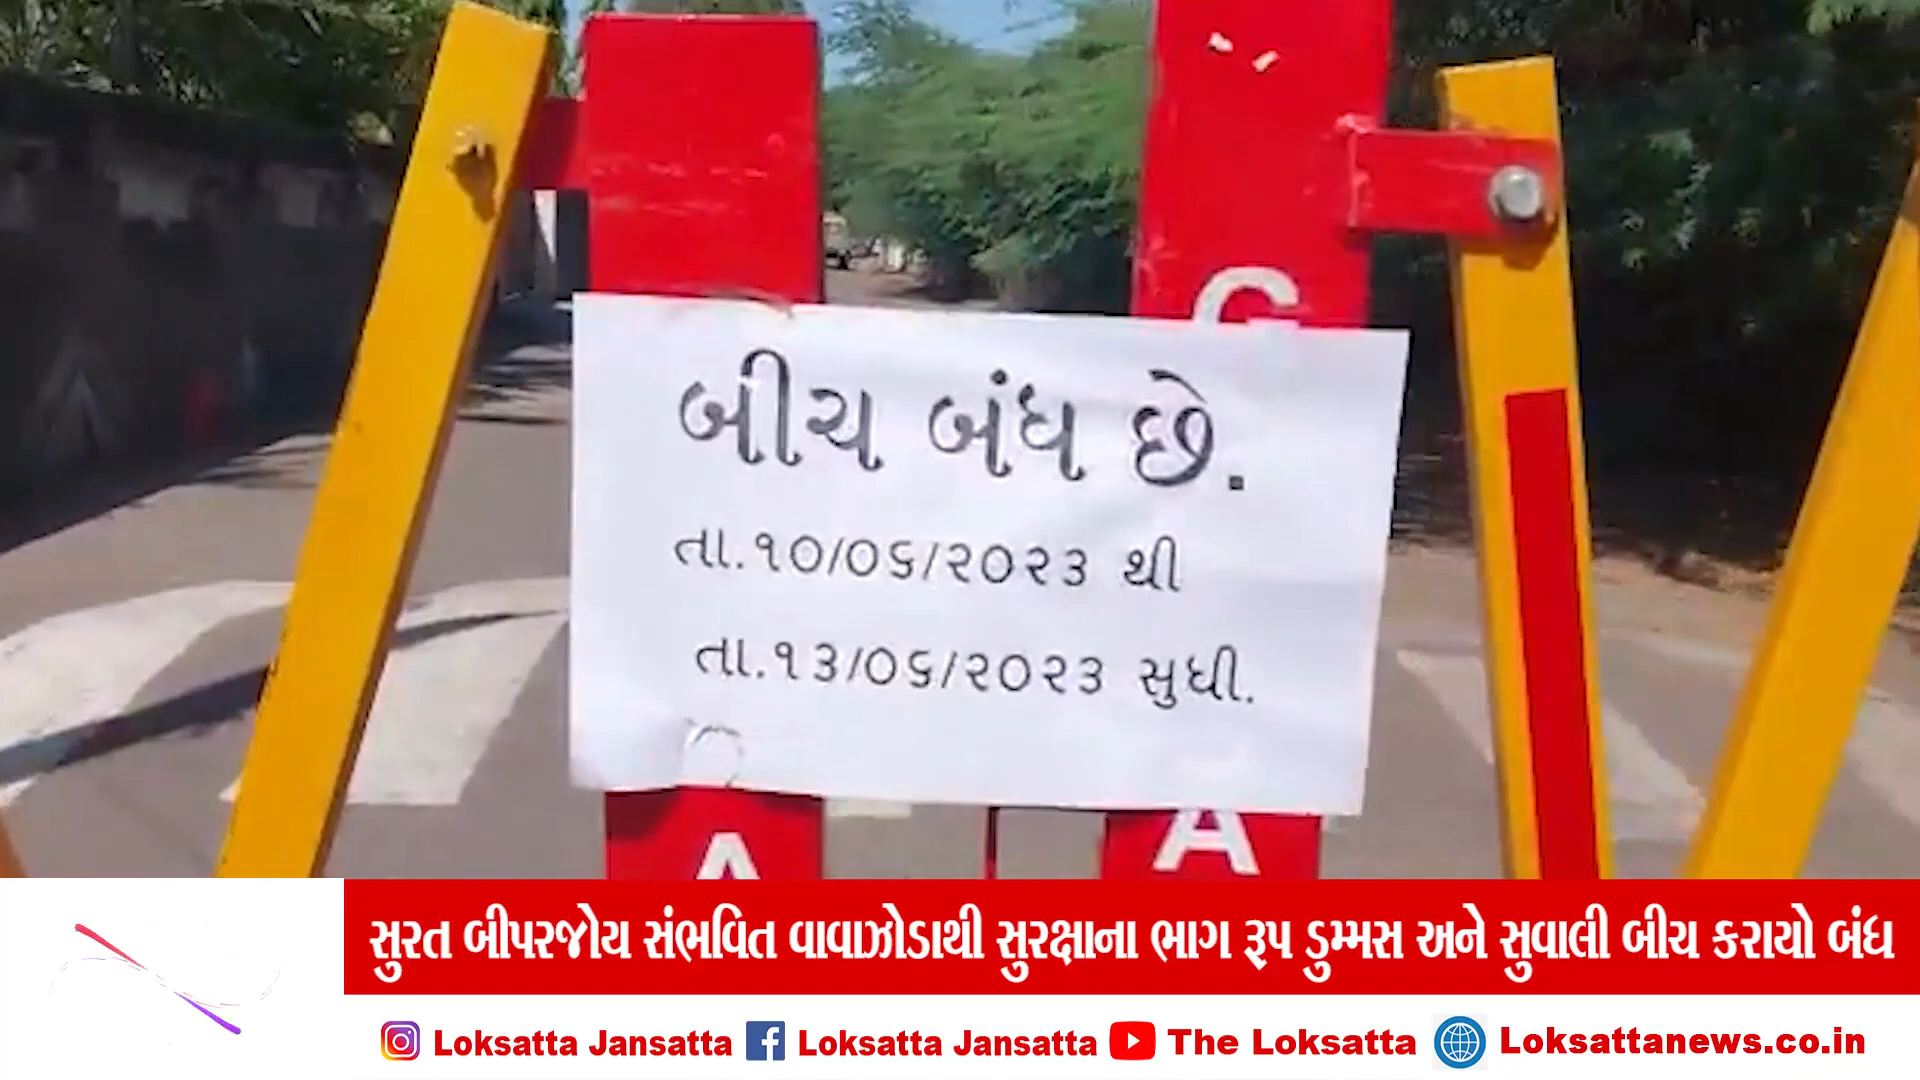 G
બીચ બંધ છે.
તા.૧૦/૦૬/૨૦૨૩ થી
તા.૧૩/૦૬/૨૦૨૩ સુધી.
A A
સુરત બીપરજોય સંભવિત વાવાઝોડાથી સુરક્ષાના ભાગ રૂપ ડુમ્મસ અને સુવાલી બીચ કરાયો બંધ
Loksatta Jansatta Loksatta Jansatta The Loksatta Loksattanews.co.in